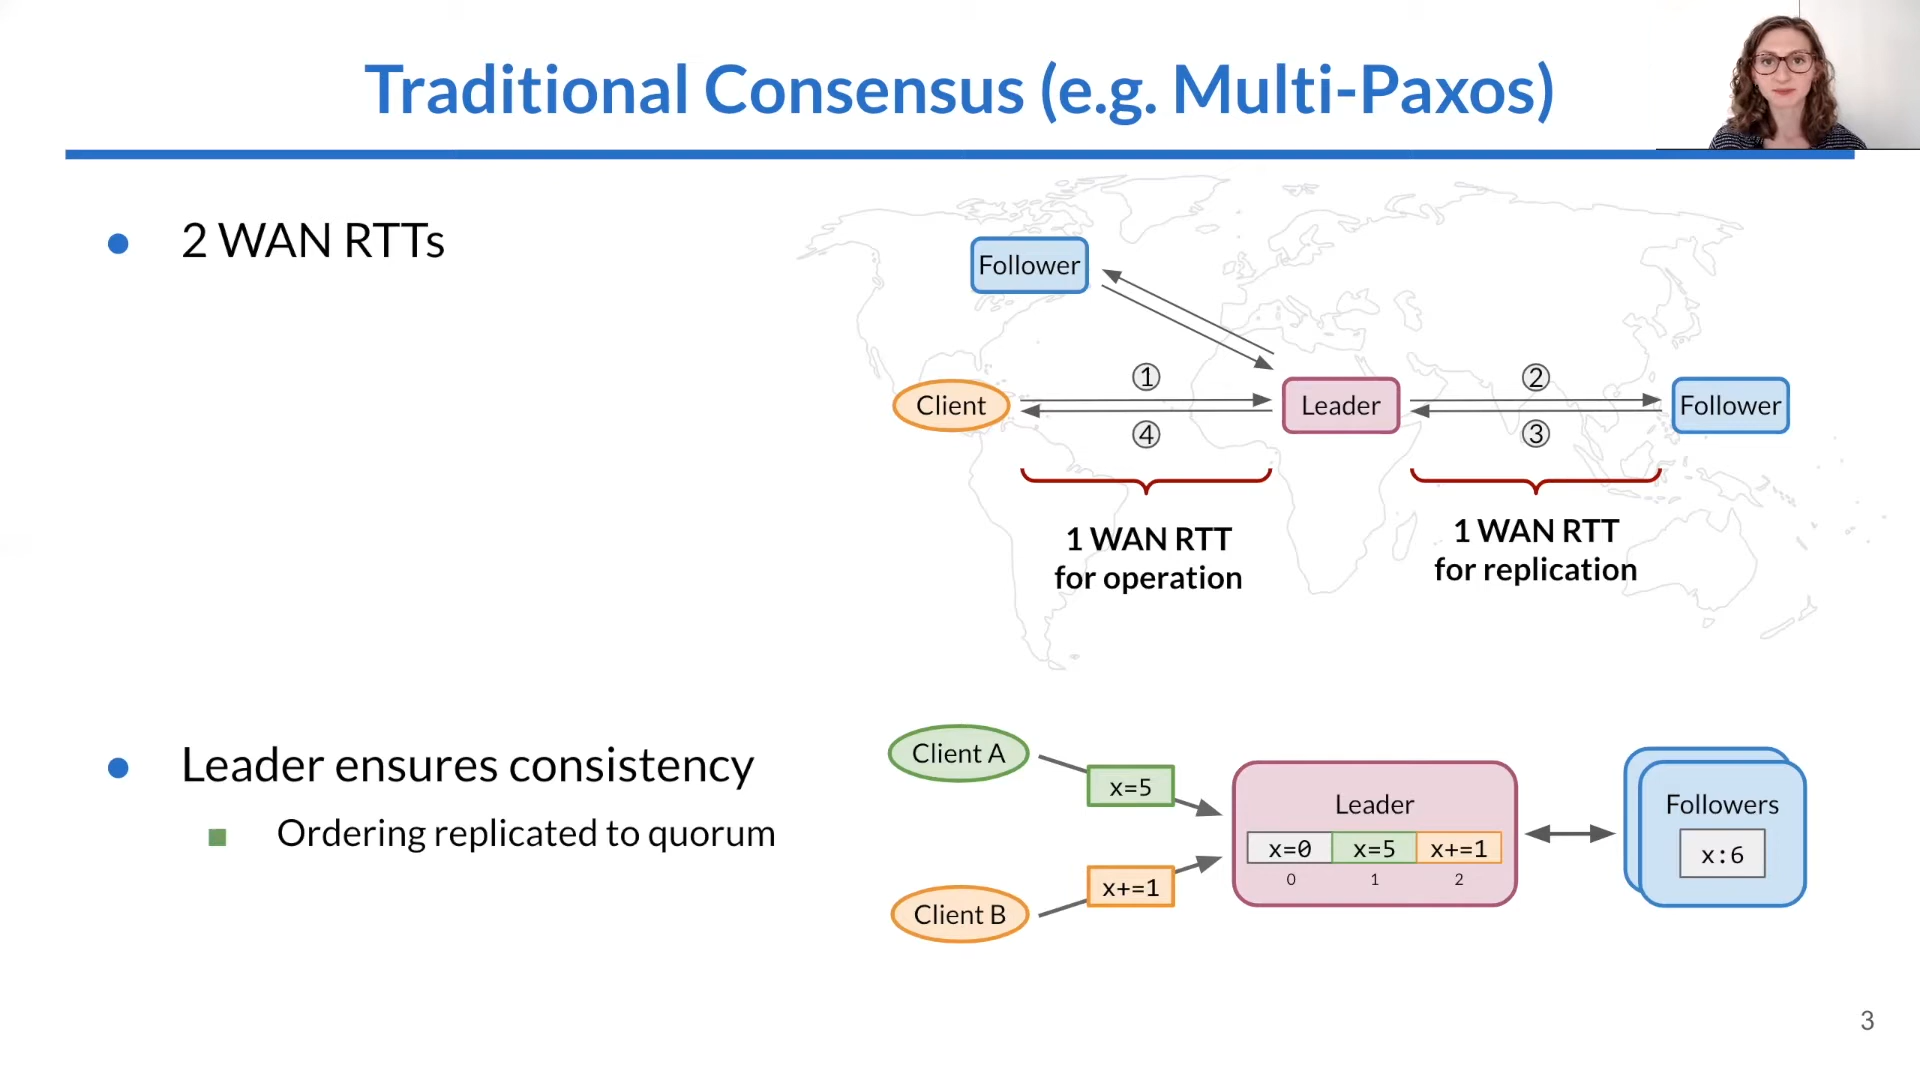 Traditional Consensus (e.g. Multi-Paxos)
● 2 WAN RTTs
Follower
①
②
Client
Leader
Follower
④
③
1 WAN RTT
for operation
1 WAN RTT
for replication
● Leader ensures consistency
■ Ordering replicated to quorum
Client A
x=5
Client B
x+=1
Leader
x=0 x=5 x+=1
0 1 2
Followers
x:6
3